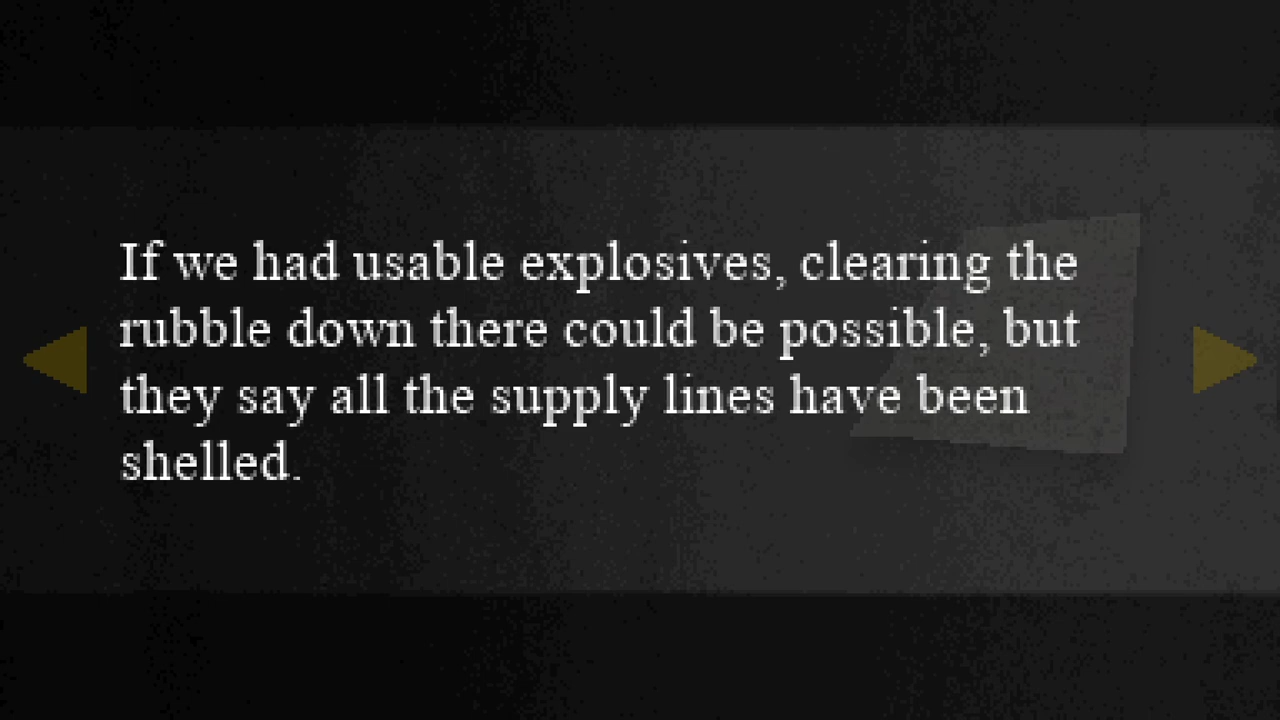 If we had usable explosives, clearing the
rubble down there could be possible, but
they say all the supply lines have been
shelled.